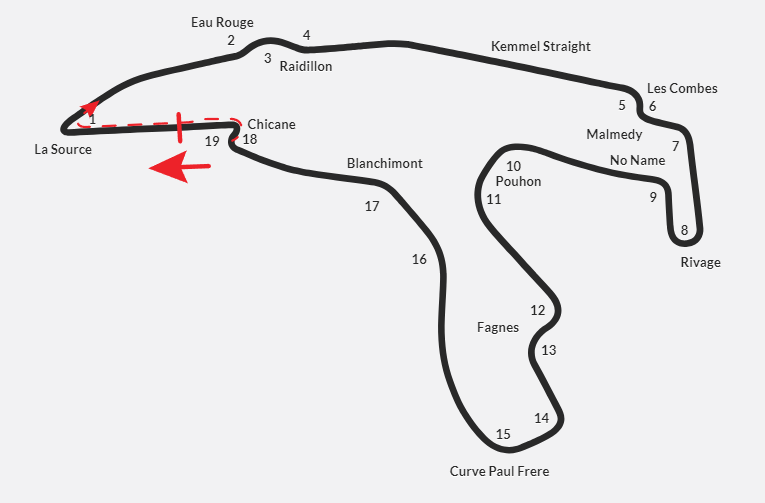 Eau Rouge
2
4
3
Raidillon
Kemmel Straight
Les Combes
5
6
Malmedy
7
No Name
1
La Source
Chicane
19
18
Blanchimont
17
16
10
Pouhon
11
9
8
Rivage
12
Fagnes
13
14
15
Curve Paul Frere